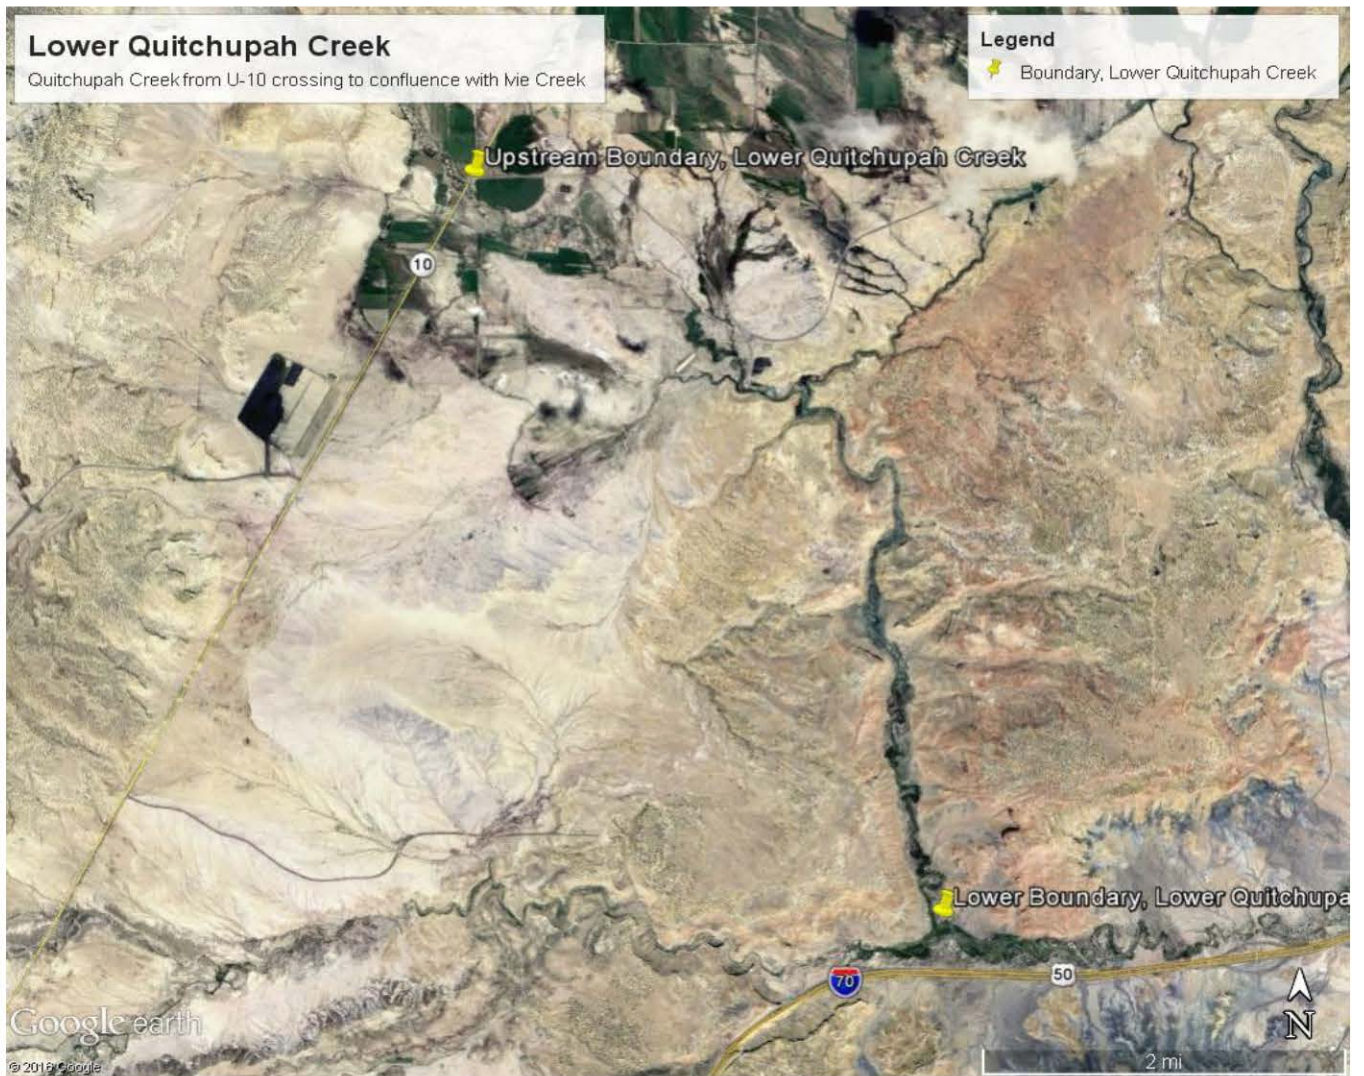 Lower Quitchupah Creek
Quitchupah Creek from U-10 crossing to confluence with Ivie Creek
Legend
Boundary, Lower Quitchupah Creek
Upstream Boundary, Lower Quitchupah Creek
10
Lower Boundary, Lower Quitchupa
70
50
N
Google earth
© 2016 Google
2 mi